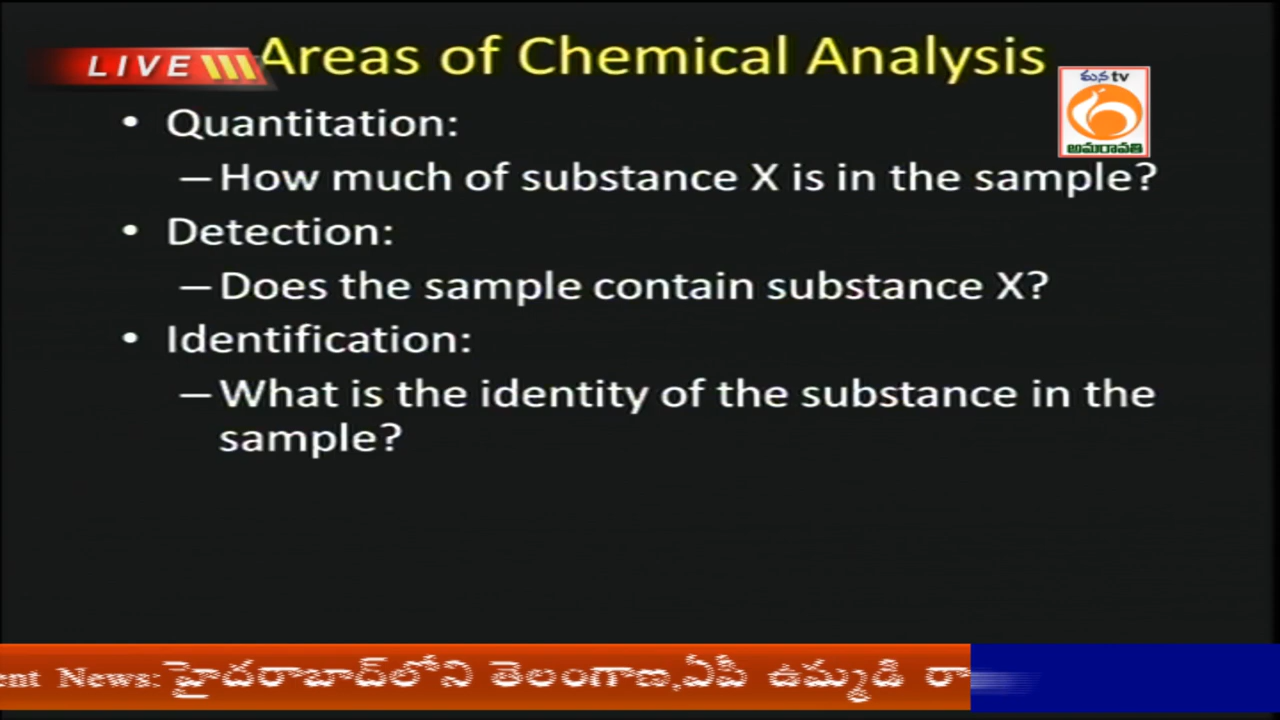 LIVE
Areas of Chemical Analysis
మన tv
అమరావతి
• Quantitation:
– How much of substance X is in the sample?
• Detection:
– Does the sample contain substance X?
• Identification:
– What is the identity of the substance in the
sample?
ent News: హైదరాబాద్‌లోని తెలంగాణ,ఏపీ ఉమ్మడి రా